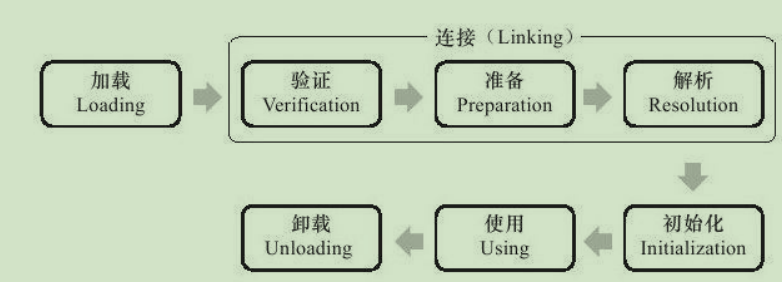 连接（Linking）
加载
Loading
验证
Verification
准备
Preparation
解析
Resolution
初始化
Initialization
使用
Using
卸载
Unloading